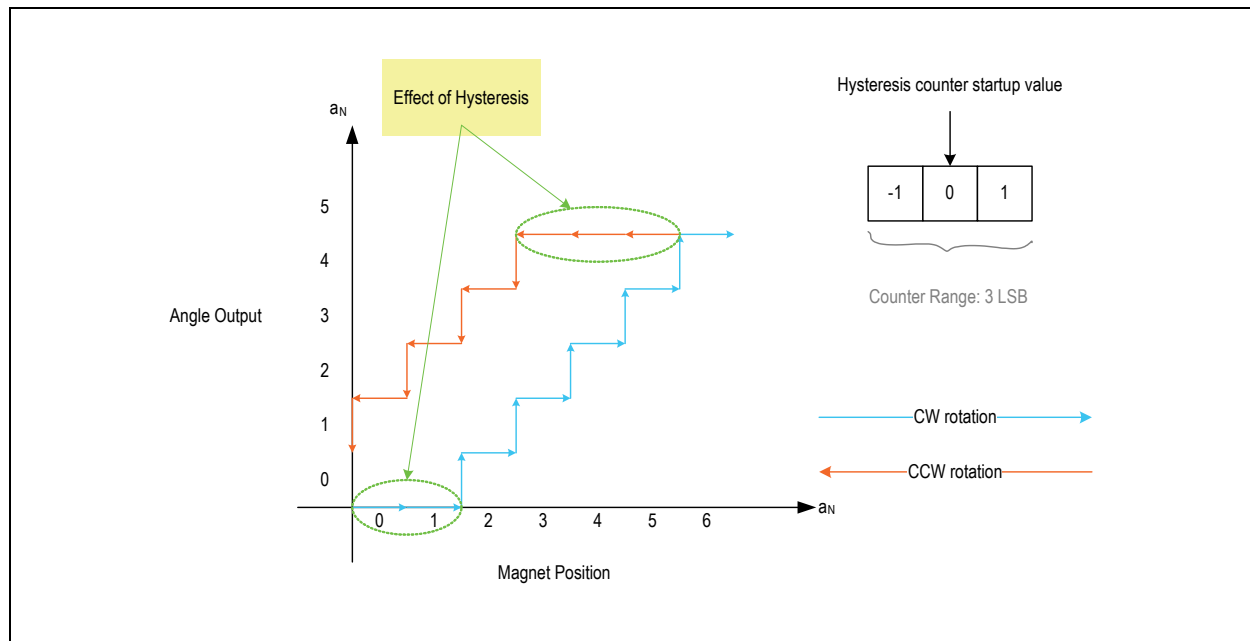 Effect of Hysteresis
aN
Hysteresis counter startup value
-1 0 1
Counter Range: 3 LSB
5
4
3
2
1
0
Angle Output
CW rotation
CCW rotation
0 1 2 3 4 5 6
aN
Magnet Position